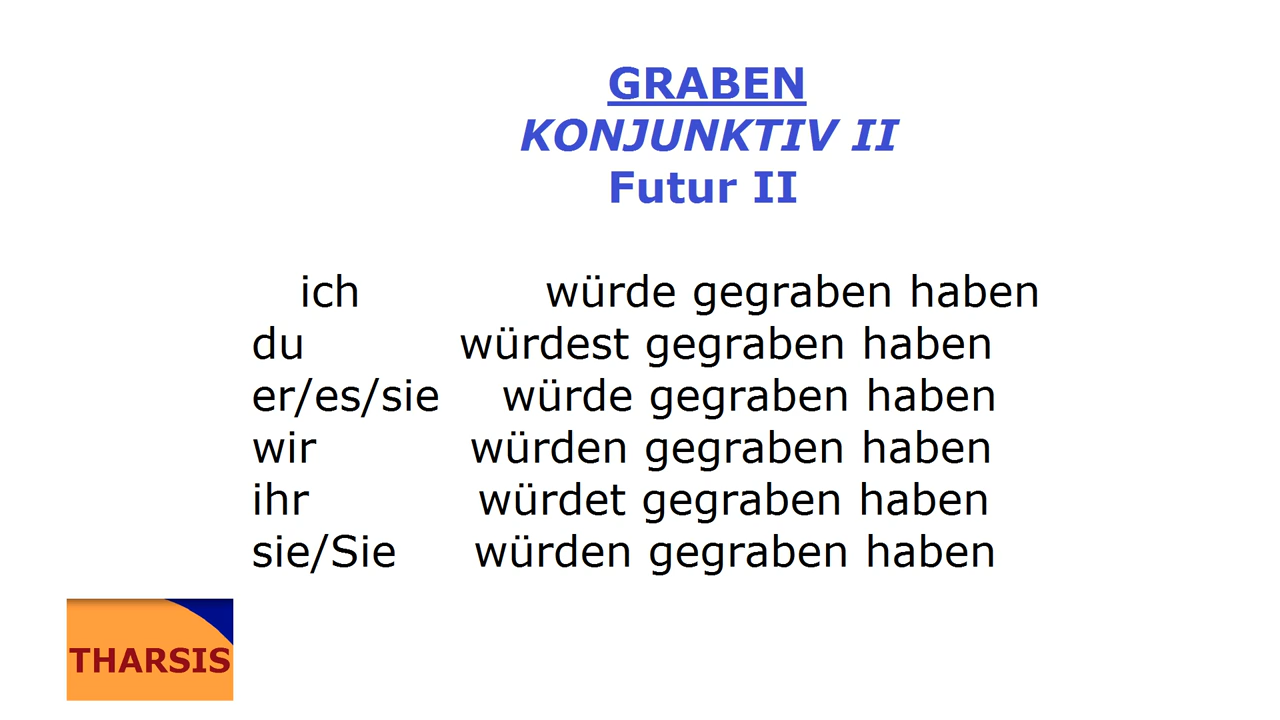 GRABEN
KONJUNKTIV II
Futur II
ich würde gegraben haben
du würdest gegraben haben
er/es/sie würde gegraben haben
wir würden gegraben haben
ihr würdet gegraben haben
sie/Sie würden gegraben haben
THARSIS